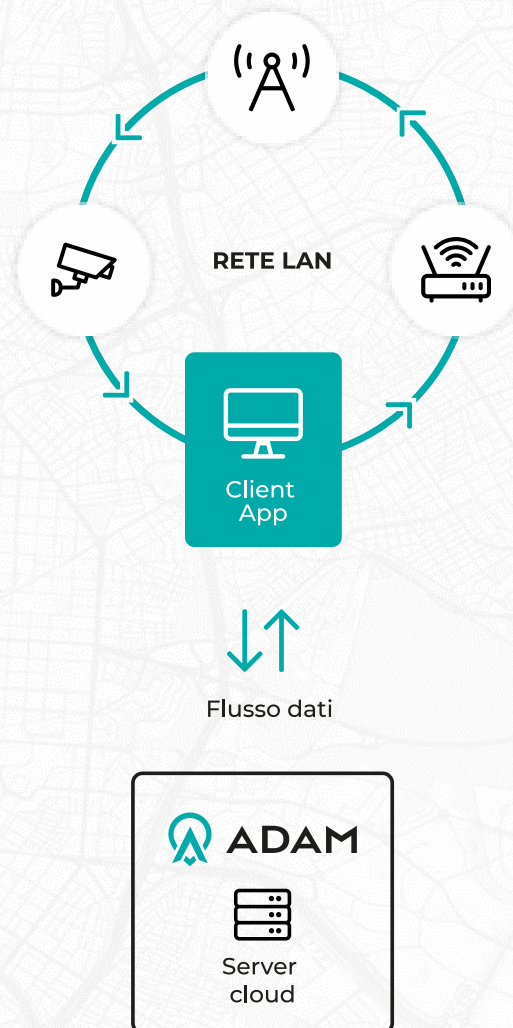 RETE LAN
Client
App
Flusso dati
ADAM
Server
cloud